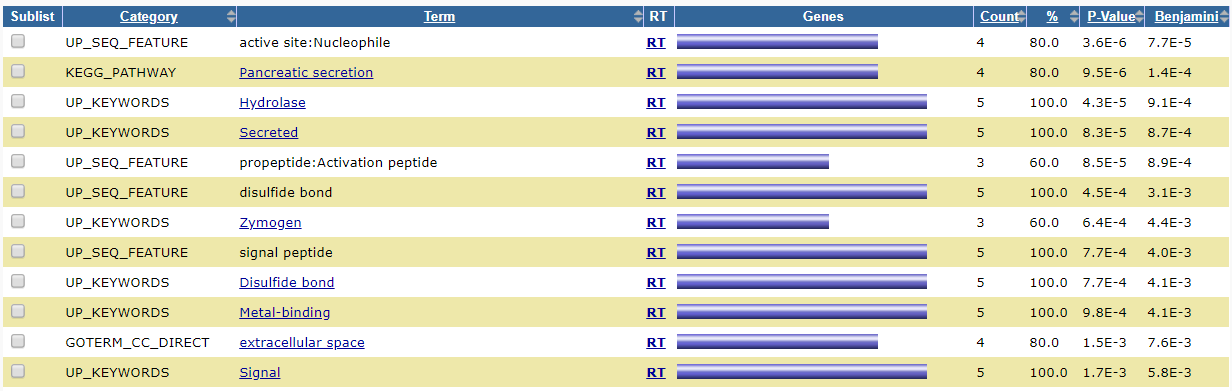 Sublist Category Term RT Genes Count % P-Value Benjamini
UP_SEQ_FEATURE active site:Nucleophile RT 4 80.0 3.6E-6 7.7E-5
KEGG_PATHWAY Pancreatic secretion RT 4 80.0 9.5E-6 1.4E-4
UP_KEYWORDS Hydrolase RT 5 100.0 4.3E-5 9.1E-4
UP_KEYWORDS Secreted RT 5 100.0 8.3E-5 8.7E-4
UP_SEQ_FEATURE propeptide:Activation peptide RT 3 60.0 8.5E-5 8.9E-4
UP_SEQ_FEATURE disulfide bond RT 5 100.0 4.5E-4 3.1E-3
UP_KEYWORDS Zymogen RT 3 60.0 6.4E-4 4.4E-3
UP_SEQ_FEATURE signal peptide RT 5 100.0 7.7E-4 4.0E-3
UP_KEYWORDS Disulfide bond RT 5 100.0 7.7E-4 4.1E-3
UP_KEYWORDS Metal-binding RT 5 100.0 9.8E-4 4.1E-3
GOTERM_CC_DIRECT extracellular space RT 4 80.0 1.5E-3 7.6E-3
UP_KEYWORDS Signal RT 5 100.0 1.7E-3 5.8E-3